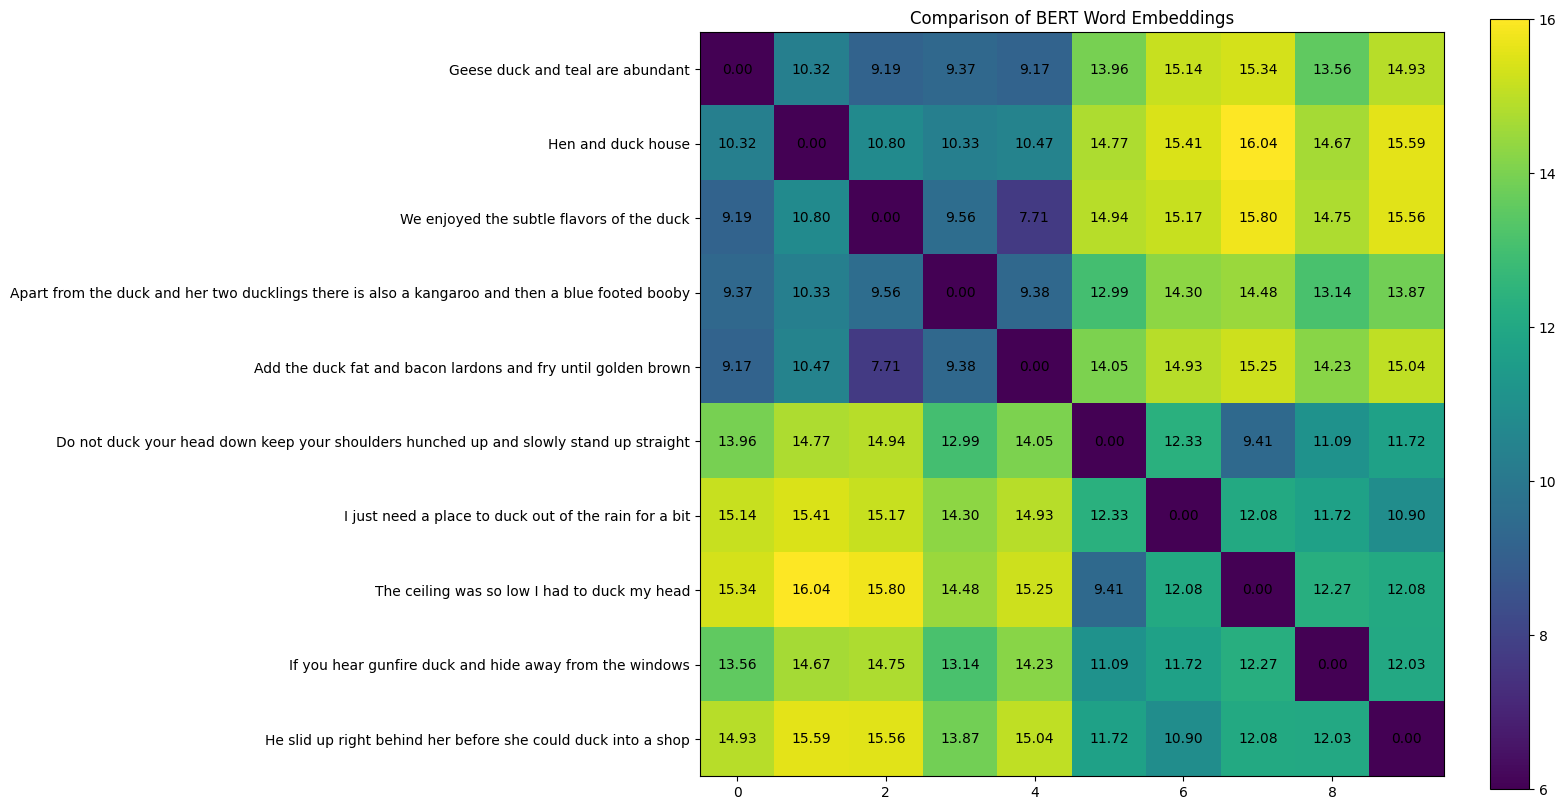 Comparison of BERT Word Embeddings
16
Geese duck and teal are abundant 0.00 10.32 9.19 9.37 9.17 13.96 15.14 15.34 13.56 14.93
Hen and duck house 10.32 0.00 10.80 10.33 10.47 14.77 15.41 16.04 14.67 15.59
14
We enjoyed the subtle flavors of the duck 9.19 10.80 0.00 9.56 7.71 14.94 15.17 15.80 14.75 15.56
Apart from the duck and her two ducklings there is also a kangaroo and then a blue footed booby 9.37 10.33 9.56 0.00 9.38 12.99 14.30 14.48 13.14 13.87
12
Add the duck fat and bacon lardons and fry until golden brown 9.17 10.47 7.71 9.38 0.00 14.05 14.93 15.25 14.23 15.04
Do not duck your head down keep your shoulders hunched up and slowly stand up straight 13.96 14.77 14.94 12.99 14.05 0.00 12.33 9.41 11.09 11.72
10
I just need a place to duck out of the rain for a bit 15.14 15.41 15.17 14.30 14.93 12.33 0.00 12.08 11.72 10.90
The ceiling was so low I had to duck my head 15.34 16.04 15.80 14.48 15.25 9.41 12.08 0.00 12.27 12.08
8
If you hear gunfire duck and hide away from the windows 13.56 14.67 14.75 13.14 14.23 11.09 11.72 12.27 0.00 12.03
He slid up right behind her before she could duck into a shop 14.93 15.59 15.56 13.87 15.04 11.72 10.90 12.08 12.03 0.00
6
0 2 4 6 8